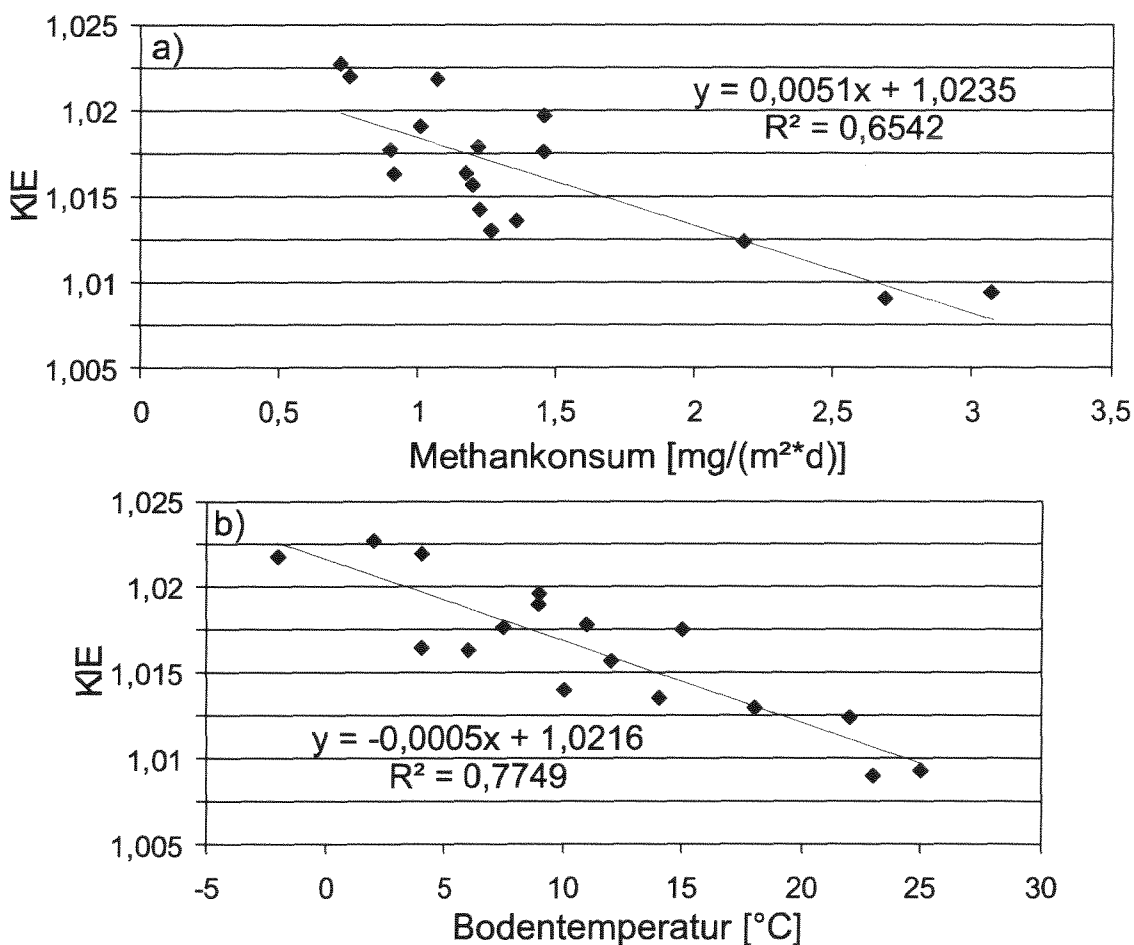 1,025
a)
y = 0,0051x + 1,0235
R² = 0,6542
1,02
1,015
1,01
1,005
KIE
0 0,5 1 1,5 2 2,5 3 3,5
Methankonsum [mg/(m²*d)]
1,025
b)
1,02
1,015
1,01
1,005
KIE
y = -0,0005x + 1,0216
R² = 0,7749
-5 0 5 10 15 20 25 30
Bodentemperatur [°C]